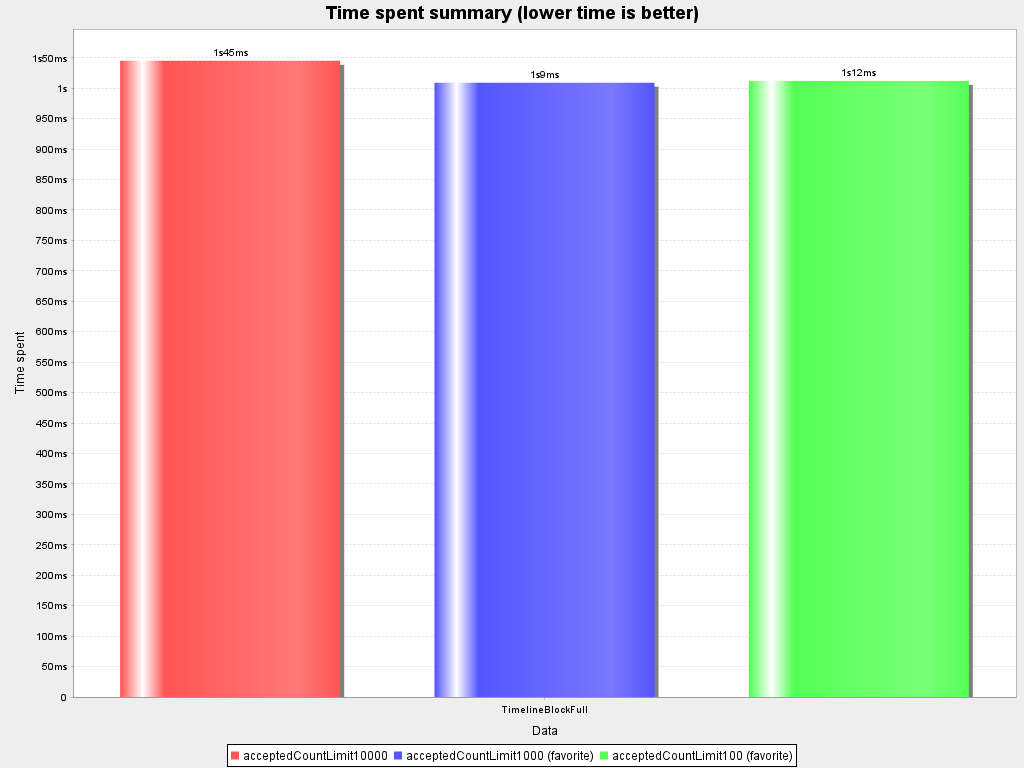 Time spent summary (lower time is better)
1s45ms
1s9ms
1s12ms
1s50ms
1s
950ms
900ms
850ms
800ms
750ms
700ms
650ms
600ms
550ms
500ms
450ms
400ms
350ms
300ms
250ms
200ms
150ms
100ms
50ms
0
Time spent
TimelineBlockFull
Data
acceptedCountLimit10000 acceptedCountLimit1000 (favorite) acceptedCountLimit100 (favorite)